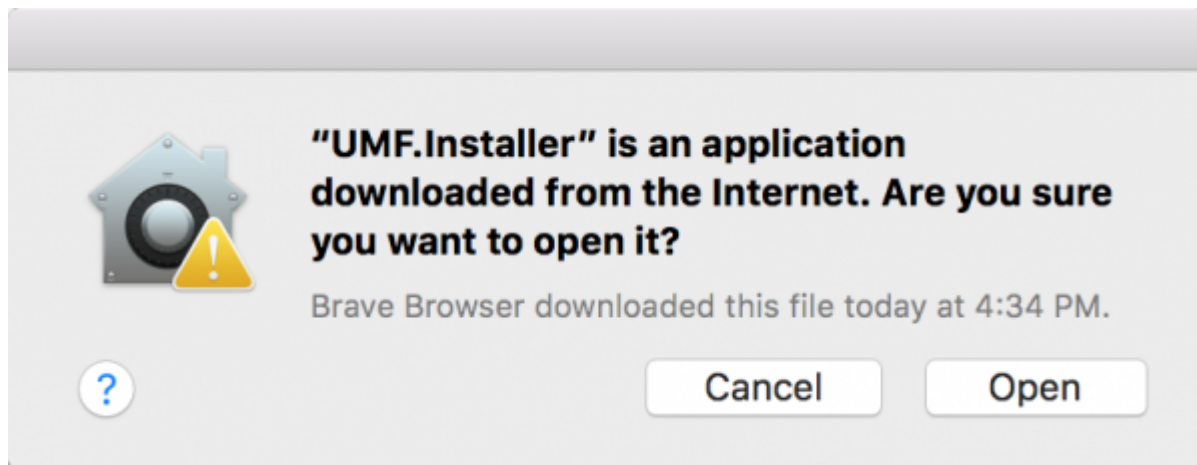 “UMF.Installer” is an application
downloaded from the Internet. Are you sure
you want to open it?
Brave Browser downloaded this file today at 4:34 PM.
?
Cancel
Open